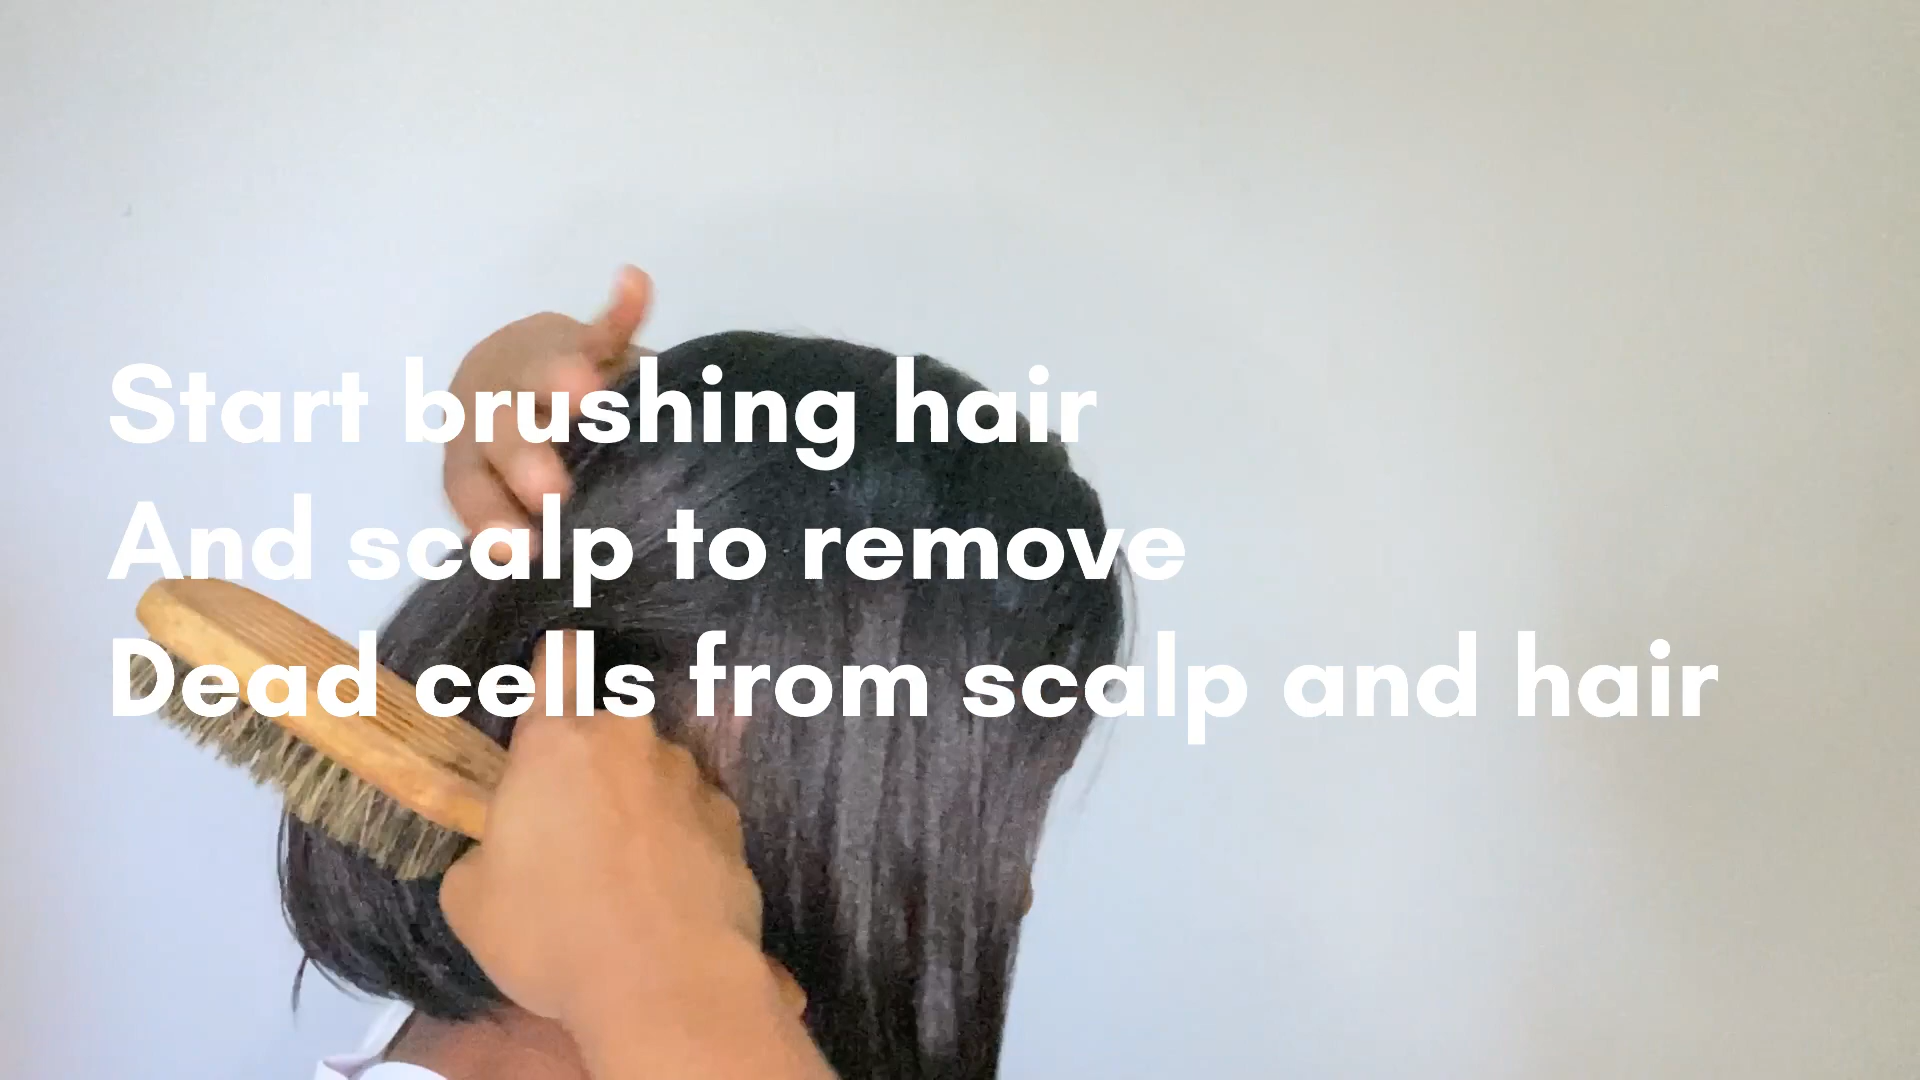 Start brushing hair
And scalp to remove
Dead cells from scalp and hair